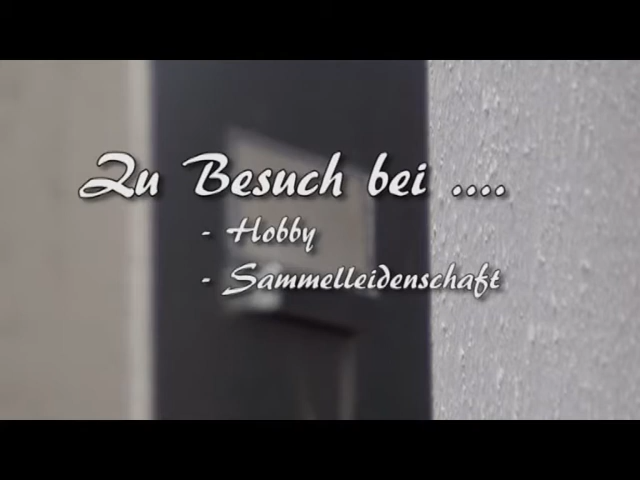 Zu Besuch bei ....
- Hobby
- Sammelleidenschaft